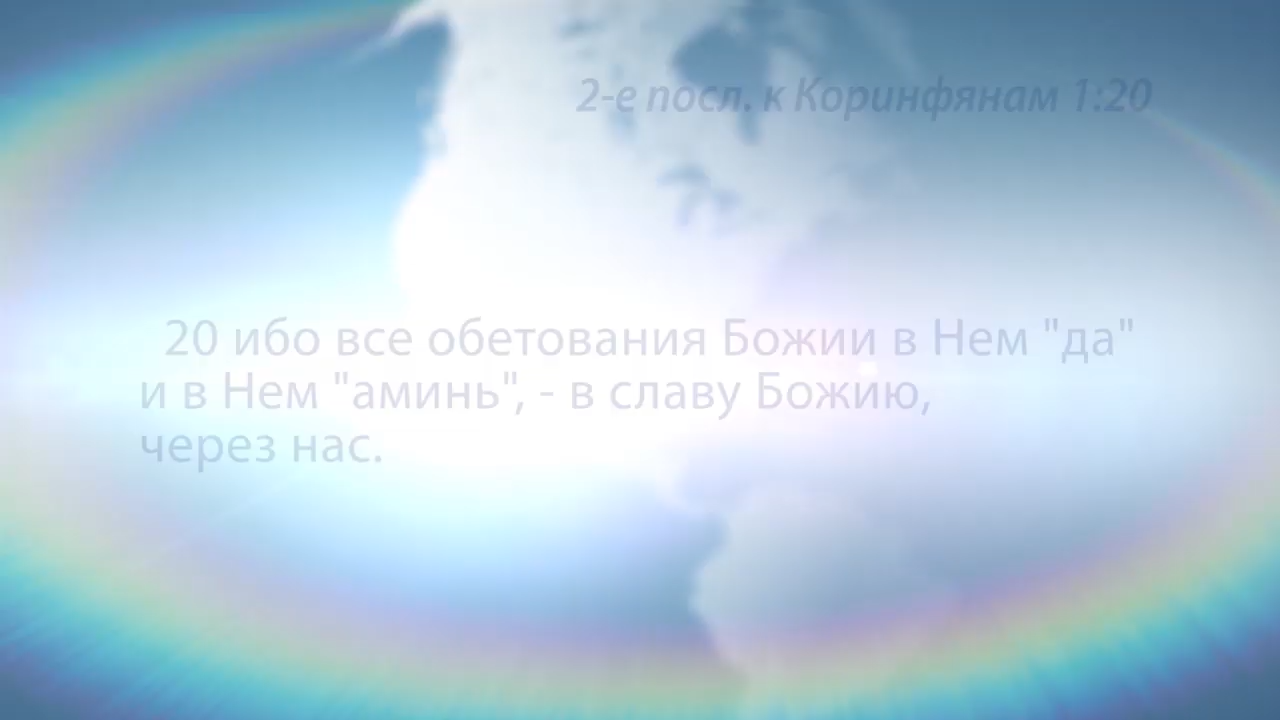 2-е посл. к Коринфянам 1:20
20 ибо все обетования Божии в Нем "да"
и в Нем "аминь", - в славу Божию,
через нас.